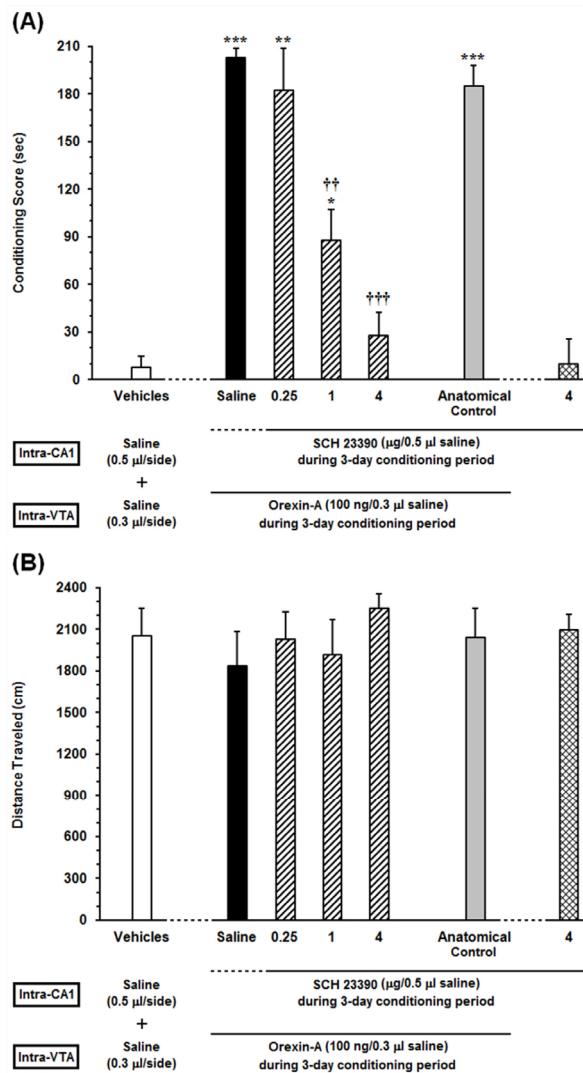 (A)
210
180
150
120
90
60
30
0
Conditioning Score (sec)
***
**
††
*
†††
***
Vehicles
Saline
0.25
1
4
Anatomical
Control
4
Intra-CA1
Saline
(0.5 µl/side)
SCH 23390 (µg/0.5 µl saline)
during 3-day conditioning period
+
Intra-VTA
Saline
(0.3 µl/side)
Orexin-A (100 ng/0.3 µl saline)
during 3-day conditioning period
(B)
2400
2100
1800
1500
1200
900
600
300
0
Distance Traveled (cm)
Vehicles
Saline
0.25
1
4
Anatomical
Control
4
Intra-CA1
Saline
(0.5 µl/side)
SCH 23390 (µg/0.5 µl saline)
during 3-day conditioning period
+
Intra-VTA
Saline
(0.3 µl/side)
Orexin-A (100 ng/0.3 µl saline)
during 3-day conditioning period